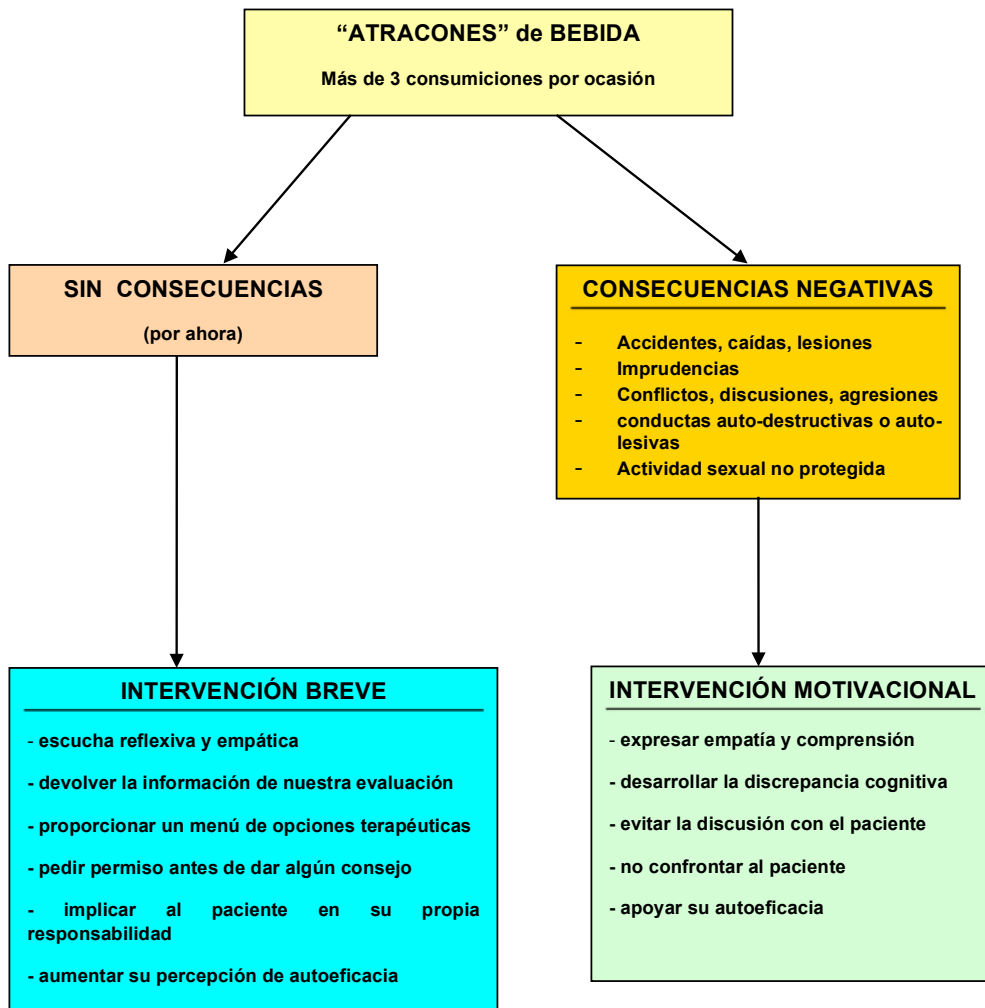 “ATRACONES” de BEBIDA
Más de 3 consumiciones por ocasión
SIN CONSECUENCIAS
(por ahora)
CONSECUENCIAS NEGATIVAS
- Accidentes, caídas, lesiones
- Imprudencias
- Conflictos, discusiones, agresiones
- conductas auto-destructivas o auto-
lesivas
- Actividad sexual no protegida
INTERVENCIÓN BREVE
- escucha reflexiva y empática
- devolver la información de nuestra evaluación
- proporcionar un menú de opciones terapéuticas
- pedir permiso antes de dar algún consejo
- implicar al paciente en su propia
responsabilidad
- aumentar su percepción de autoeficacia
INTERVENCIÓN MOTIVACIONAL
- expresar empatía y comprensión
- desarrollar la discrepancia cognitiva
- evitar la discusión con el paciente
- no confrontar al paciente
- apoyar su autoeficacia